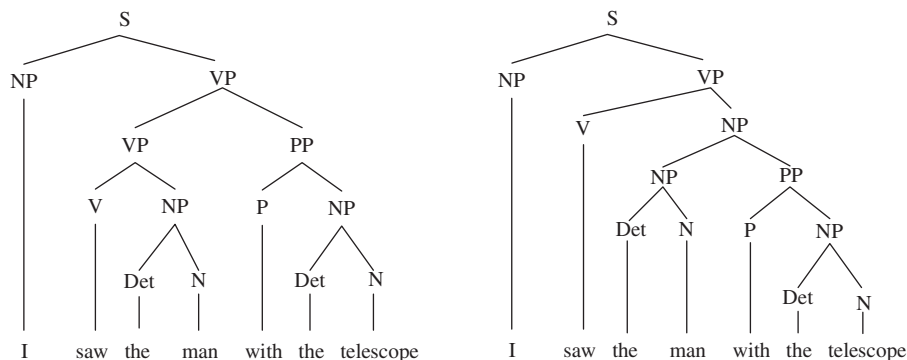 S S
NP VP NP VP
V NP
VP PP
NP PP
V NP P NP
Det N P NP
Det N Det N
Det N
I saw the man with the telescope I saw the man with the telescope